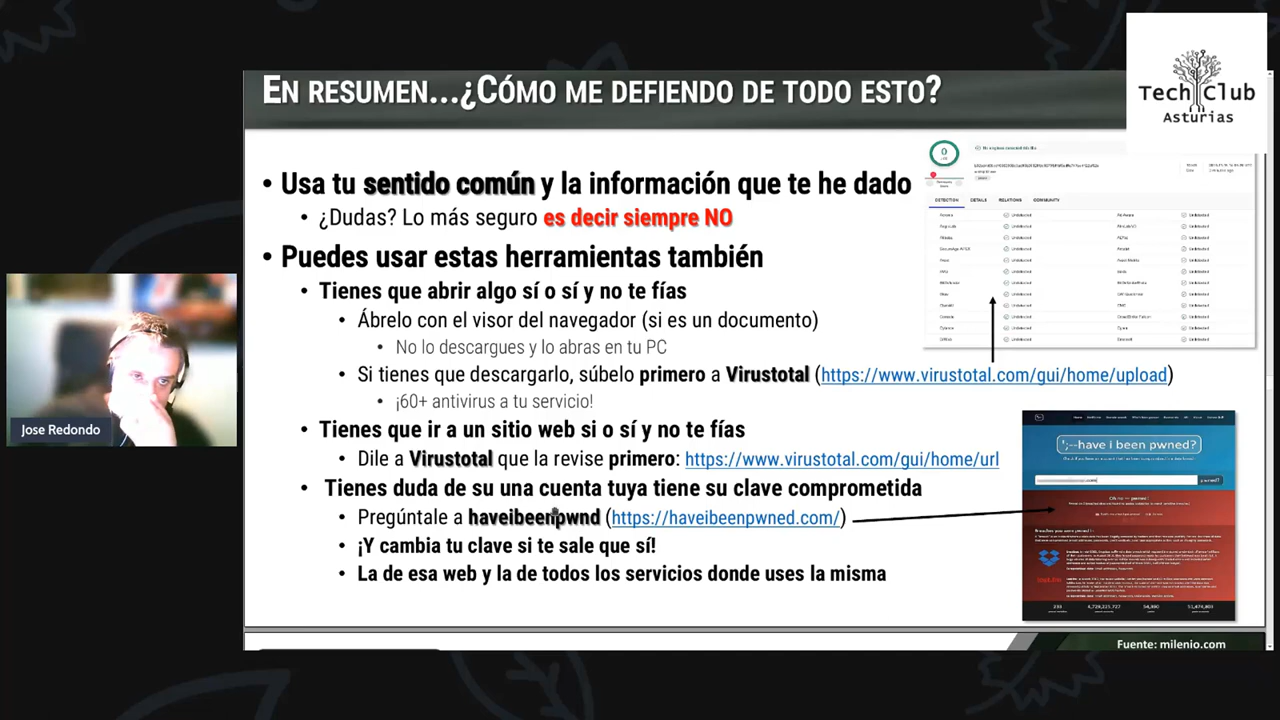 EN RESUMEN...¿CÓMO ME DEFIENDO DE TODO ESTO?
Tech Club
Asturias
• Usa tu sentido común y la información que te he dado
• ¿Dudas? Lo más seguro es decir siempre NO
• Puedes usar estas herramientas también
• Tienes que abrir algo sí o sí y no te fías
• Ábrelo con el visor del navegador (si es un documento)
• No lo descargues y lo abras en tu PC
• Si tienes que descargarlo, súbelo primero a Virustotal (https://www.virustotal.com/gui/home/upload)
• ¡60+ antivirus a tu servicio!
• Tienes que ir a un sitio web si o sí y no te fías
• Dila a Virustotal que la revise primero: https://www.virustotal.com/gui/home/url
• Tienes duda de su una cuenta tuya tiene su clave comprometida
• Pregúntale a haveibeenpwnd (https://haveibeenpwned.com/)
• ¡Y cambia tu clave si te sale que sí!
• La de esa web y la de todos los servicios donde uses la misma
DETECTION DETAILS RELATIONS COMMUNITY
';--have i been pwned?
pwned?
Jose Redondo
Fuente: milenio.com